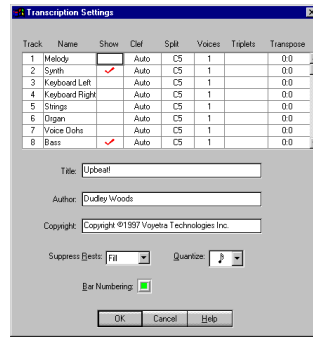 Transcription Settings
Track Name Show Clef Split Voices Triplets Transpose
1 Melody Auto C5 1 0:0
2 Synth Auto C5 1 0:0
3 Keyboard Left Auto C5 1 0:0
4 Keyboard Right Auto C5 1 0:0
5 Strings Auto C5 1 0:0
6 Organ Auto C5 1 0:0
7 Voice Oohs Auto C5 1 0:0
8 Bass Auto C5 1 0:0
Title: Upbeat!
Author: Dudley Woods
Copyright: Copyright ©1997 Voyetra Technologies Inc.
Suppress Rests: Fill Quantize:
Bar Numbering:
OK Cancel Help